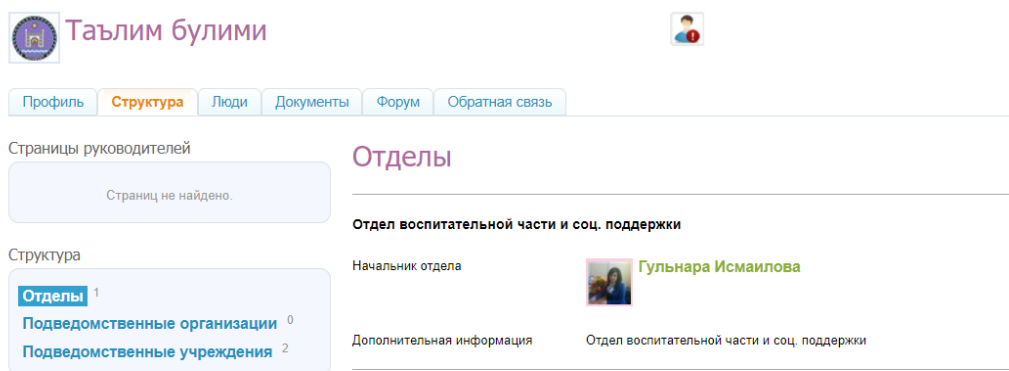 Таълим булими
Профиль Структура Люди Документы Форум Обратная связь
Страницы руководителей
Страниц не найдено.
Структура
Отделы 1
Подведомственные организации 0
Подведомственные учреждения 2
Отделы
Отдел воспитательной части и соц. поддержки
Начальник отдела Гульнара Исмаилова
Дополнительная информация Отдел воспитательной части и соц. поддержки